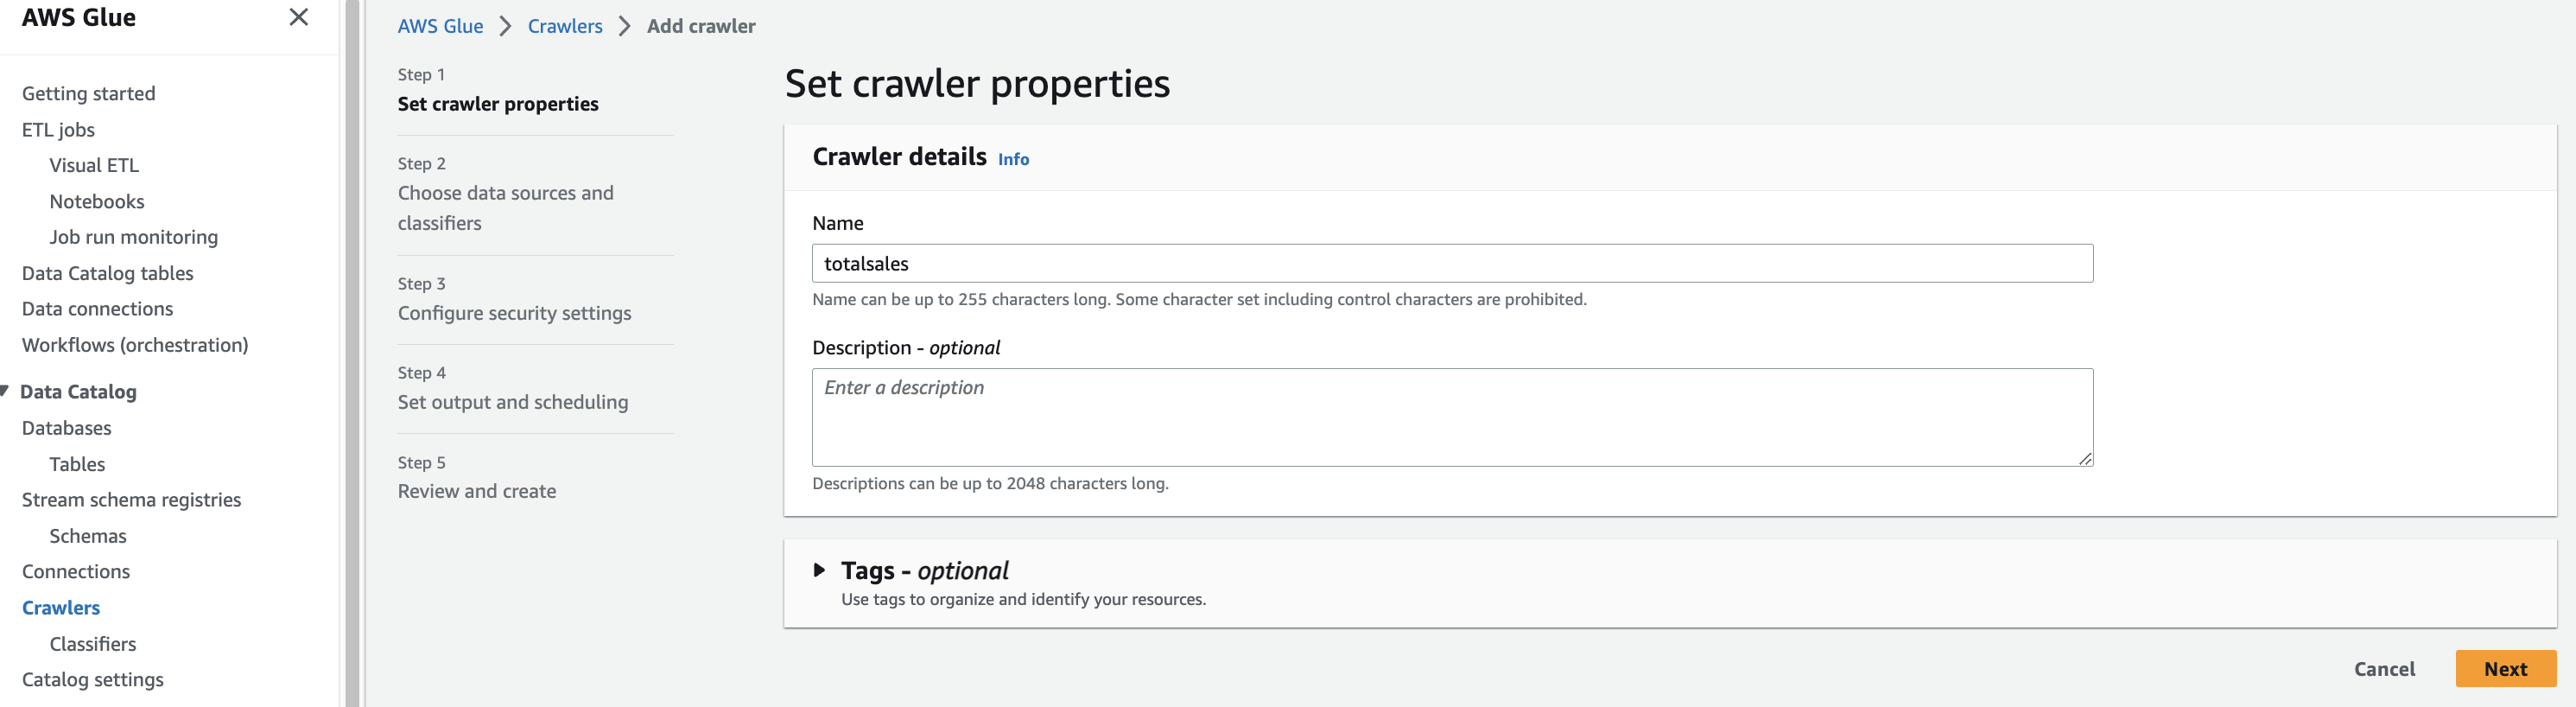 AWS Glue
Getting started
ETL jobs
Visual ETL
Notebooks
Job run monitoring
Data Catalog tables
Data connections
Workflows (orchestration)
Data Catalog
Databases
Tables
Stream schema registries
Schemas
Connections
Crawlers
Classifiers
Catalog settings
AWS Glue > Crawlers > Add crawler
Step 1
Set crawler properties
Step 2
Choose data sources and
classifiers
Step 3
Configure security settings
Step 4
Set output and scheduling
Step 5
Review and create
Set crawler properties
Crawler details Info
Name
totalsales
Name can be up to 255 characters long. Some character set including control characters are prohibited.
Description - optional
Enter a description
Descriptions can be up to 2048 characters long.
Tags - optional
Use tags to organize and identify your resources.
Cancel Next